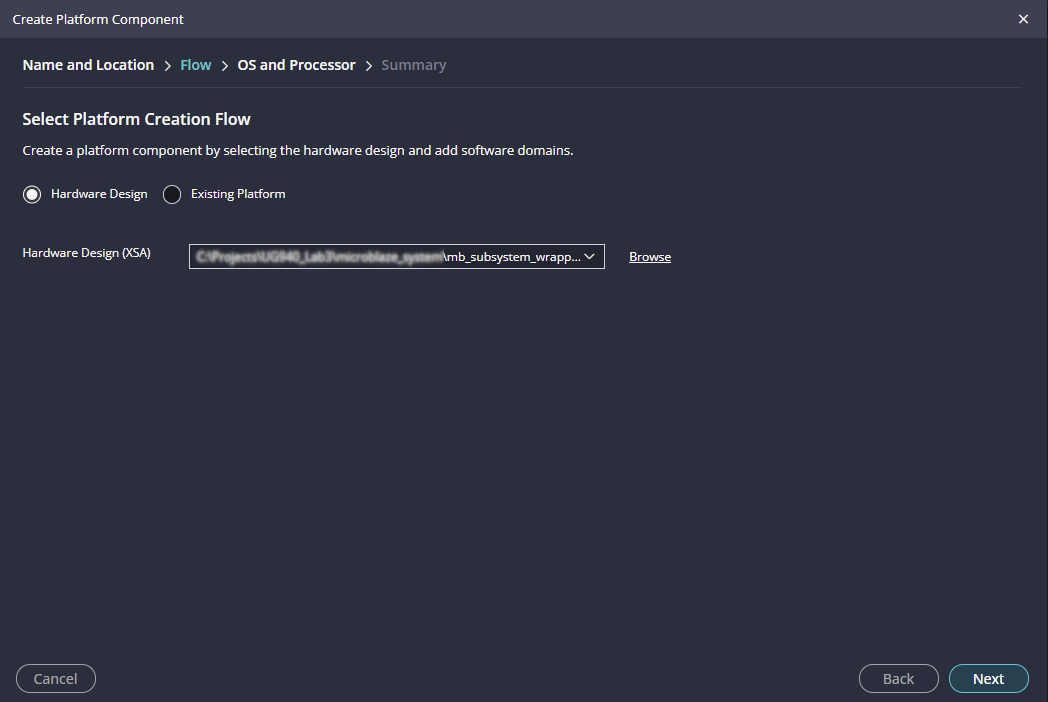 Create Platform Component
Name and Location > Flow > OS and Processor > Summary
Select Platform Creation Flow
Create a platform component by selecting the hardware design and add software domains.
Hardware Design Existing Platform
Hardware Design (XSA) \mb_subsystem_wrapp... Browse
Cancel Back Next